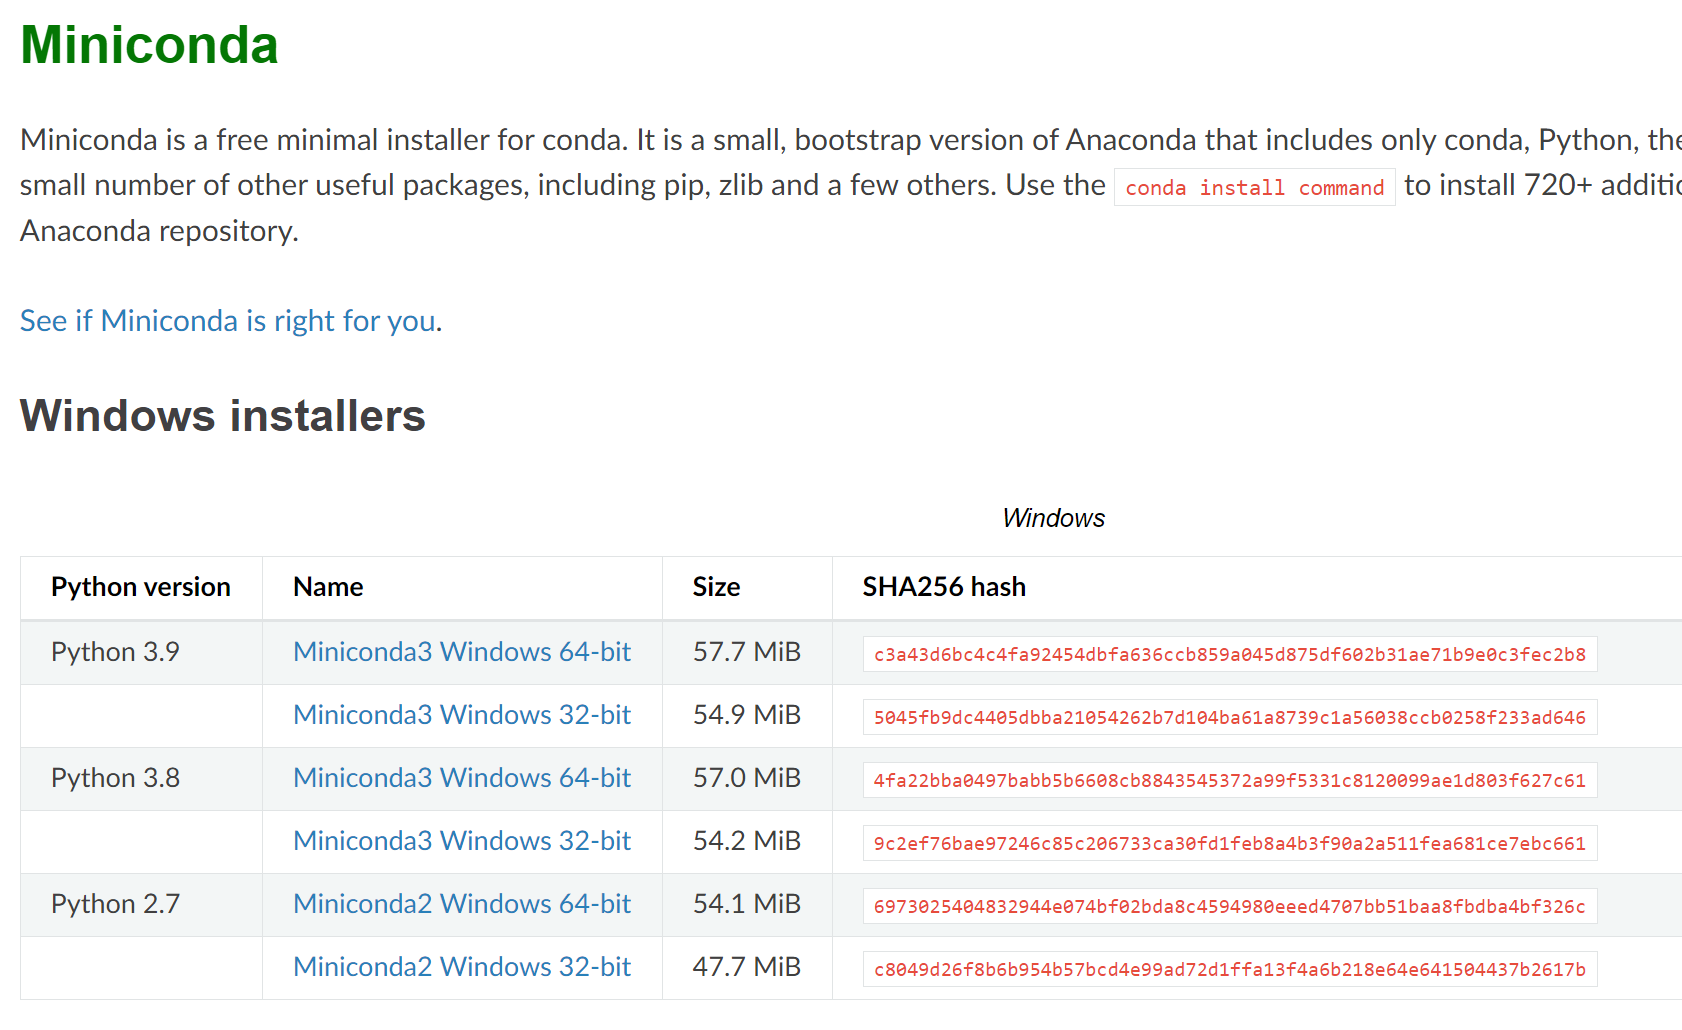 Miniconda
Miniconda is a free minimal installer for conda. It is a small, bootstrap version of Anaconda that includes only conda, Python, the
small number of other useful packages, including pip, zlib and a few others. Use the conda install command to install 720+
Anaconda repository.
See if Miniconda is right for you.
Windows installers
Windows
Python version Name Size SHA256 hash
Python 3.9 Miniconda3 Windows 64-bit 57.7 MiB c3a43d6bc4c4fa92454dbfa636ccb859a045d875df602b31ae71b9e0c3fec2b8
Miniconda3 Windows 32-bit 54.9 MiB 5045fb9dc4405dbba21054262b7d104ba61a8739c1a56038ccb0258f233ad646
Python 3.8 Miniconda3 Windows 64-bit 57.0 MiB 4fa22bba0497babb5b6608cb8843545372a99f5331c8120099ae1d803f627c61
Miniconda3 Windows 32-bit 54.2 MiB 9c2ef76bae97246c85c206733ca30fd1feb8a4b3f90a2a511fea681ce7ebc661
Python 2.7 Miniconda2 Windows 64-bit 54.1 MiB 6973025404832944e074bf02bda8c4594980eeed4707bb51baa8fbdba4bf326c
Miniconda2 Windows 32-bit 47.7 MiB c8049d26f8b6b954b57bcd4e99ad72d1ffa13f4a6b218e64e641504437b2617b